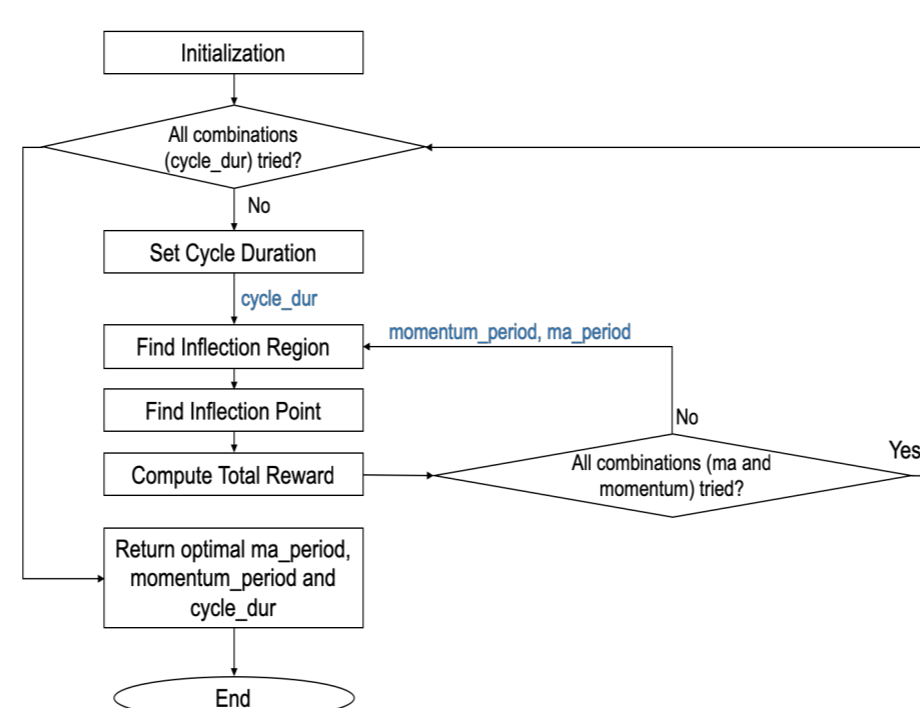 Initialization
All combinations
(cycle_dur) tried?
No
Set Cycle Duration
cycle_dur
momentum_period, ma_period
Find Inflection Region
Find Inflection Point
No
Compute Total Reward
All combinations (ma and
momentum) tried?
Yes
Return optimal ma_period,
momentum_period and
cycle_dur
End